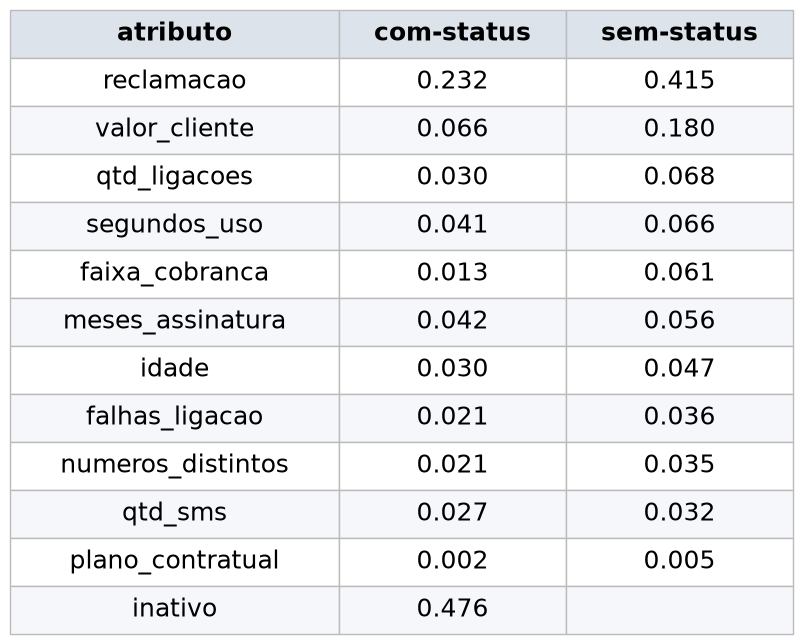 atributo com-status sem-status
reclamacao 0.232 0.415
valor_cliente 0.066 0.180
qtd_ligacoes 0.030 0.068
segundos_uso 0.041 0.066
faixa_cobranca 0.013 0.061
meses_assinatura 0.042 0.056
idade 0.030 0.047
falhas_ligacao 0.021 0.036
numeros_distintos 0.021 0.035
qtd_sms 0.027 0.032
plano_contratual 0.002 0.005
inativo 0.476